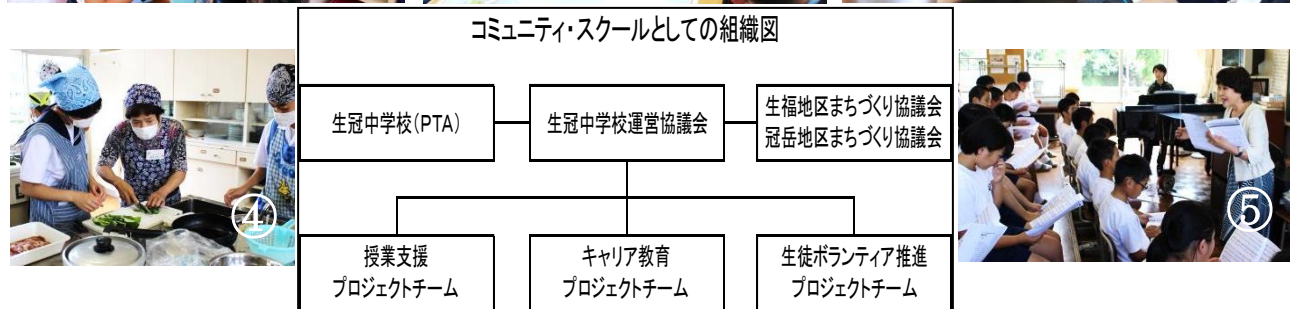 コミュニティ・スクールとしての組織図
生冠中学校(PTA)
生冠中学校運営協議会
生福地区まちづくり協議会
冠岳地区まちづくり協議会
授業支援
プロジェクトチーム
キャリア教育
プロジェクトチーム
生徒ボランティア推進
プロジェクトチーム
④
⑤